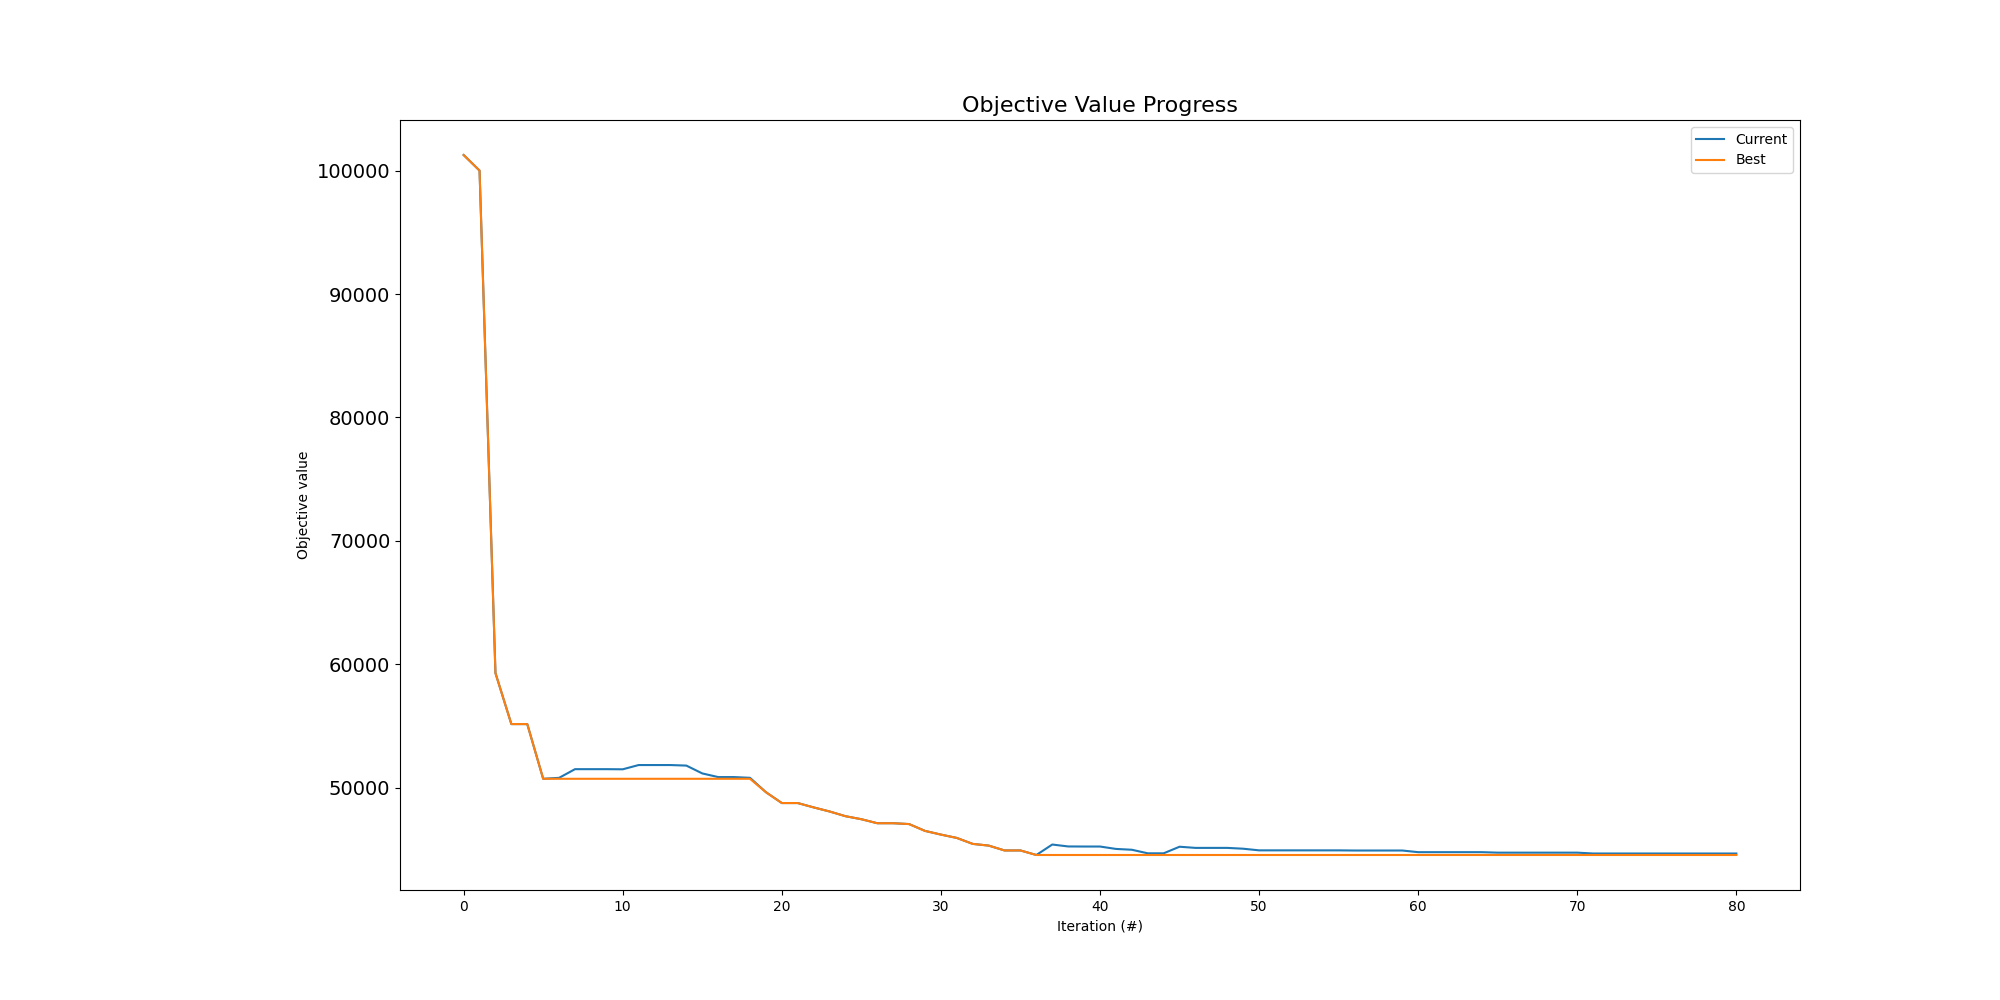 Objective Value Progress
Current
Best
100000
90000
80000
70000
60000
50000
Objective value
0 10 20 30 40 50 60 70 80
Iteration (#)